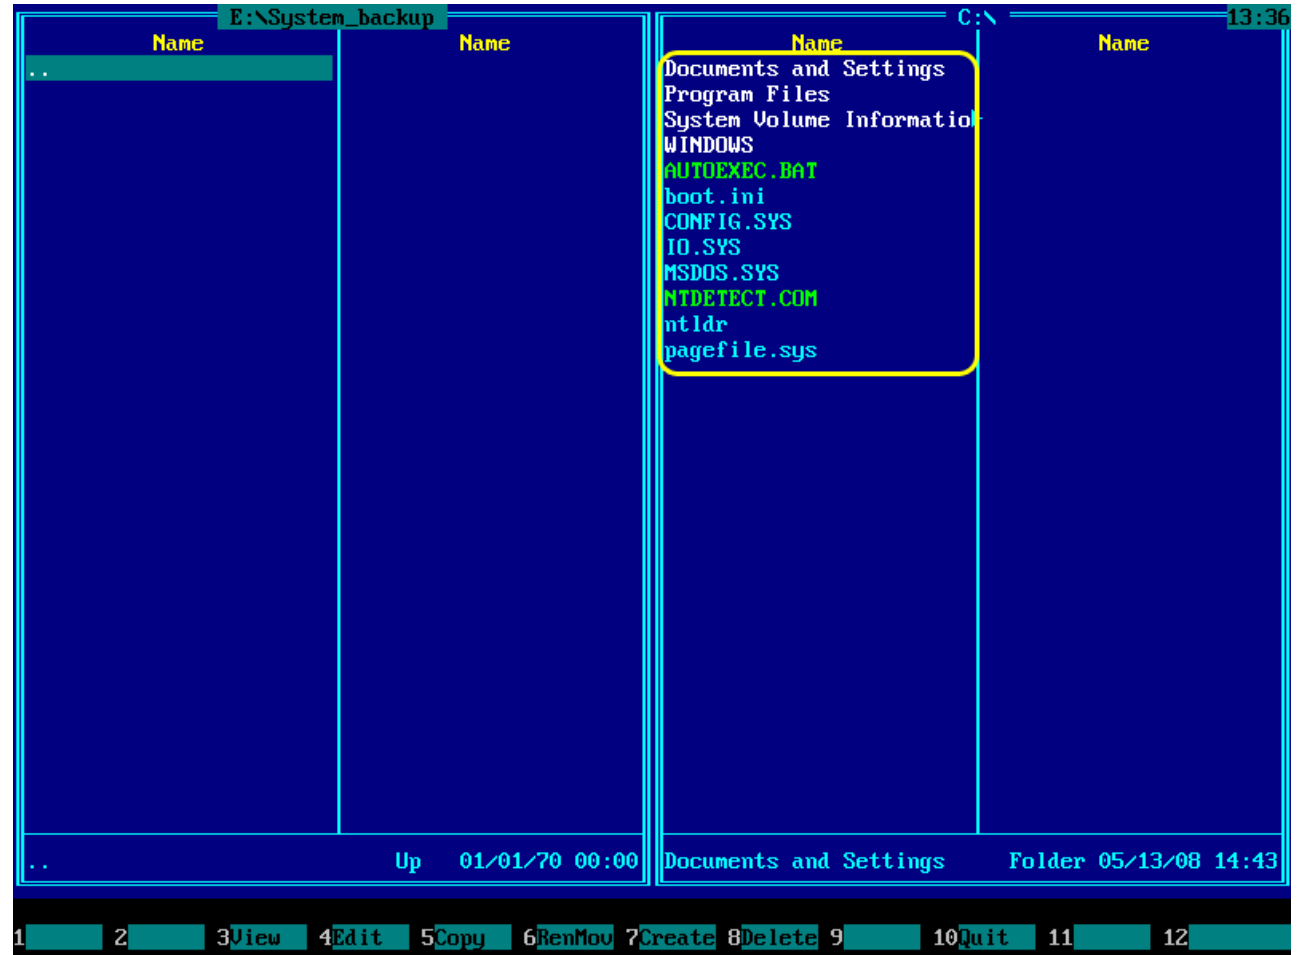 E:\System_backup
C:\
13:36
Name
Name
Name
Name
..
Documents and Settings
Program Files
System Volume Informatio
WINDOWS
AUTOEXEC.BAT
boot.ini
CONFIG.SYS
IO.SYS
MSDOS.SYS
NTDETECT.COM
ntldr
pagefile.sys
.. Up 01/01/70 00:00
Documents and Settings Folder 05/13/08 14:43
1 2 3View 4Edit 5Copy 6RenMov 7Create 8Delete 9 10Quit 11 12